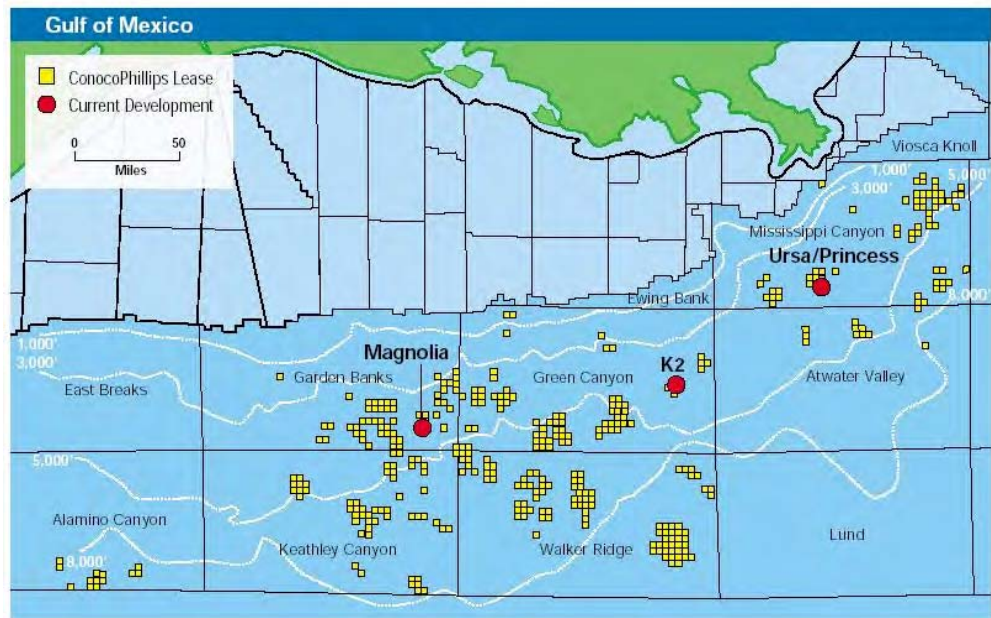 Gulf of Mexico
ConocoPhillips Lease
Current Development
0 50
Miles
Viosca Knoll
1,000'
5,000'
3,000'
Mississippi Canyon
Ursa/Princess
8,000'
Ewing Bank
1,000'
3,000'
Magnolia
K2
East Breaks
Garden Banks
Green Canyon
Atwater Valley
5,000'
Alamino Canyon
Keathley Canyon
Walker Ridge
Lund
8,000'